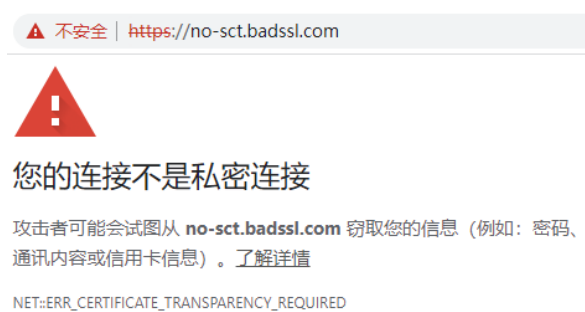 不安全 | https://no-sct.badssl.com
您的连接不是私密连接
攻击者可能会试图从 no-sct.badssl.com 窃取您的信息（例如：密码、
通讯内容或信用卡信息）。了解详情
NET::ERR_CERTIFICATE_TRANSPARENCY_REQUIRED